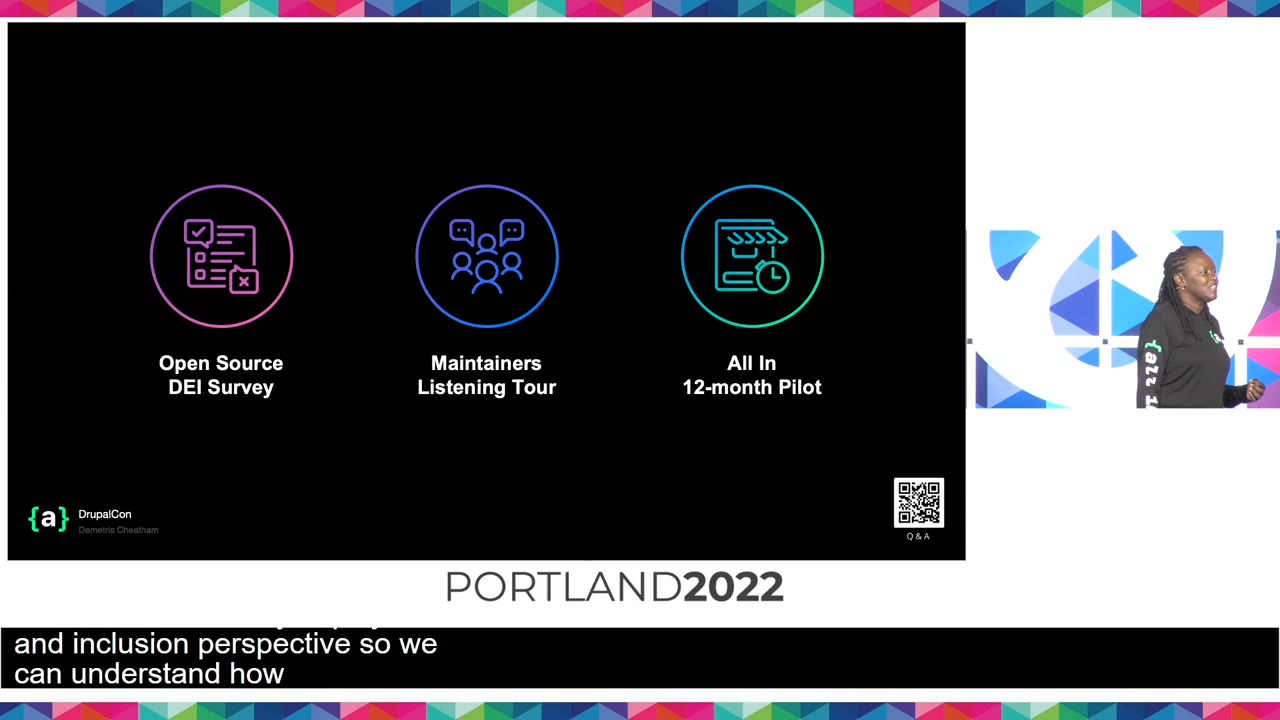 Open Source
DEI Survey
Maintainers
Listening Tour
All In
12-month Pilot
{a}
DrupalCon
Demetris Cheatham
Q & A
{all i
PORTLAND2022
and inclusion perspective so we
can understand how